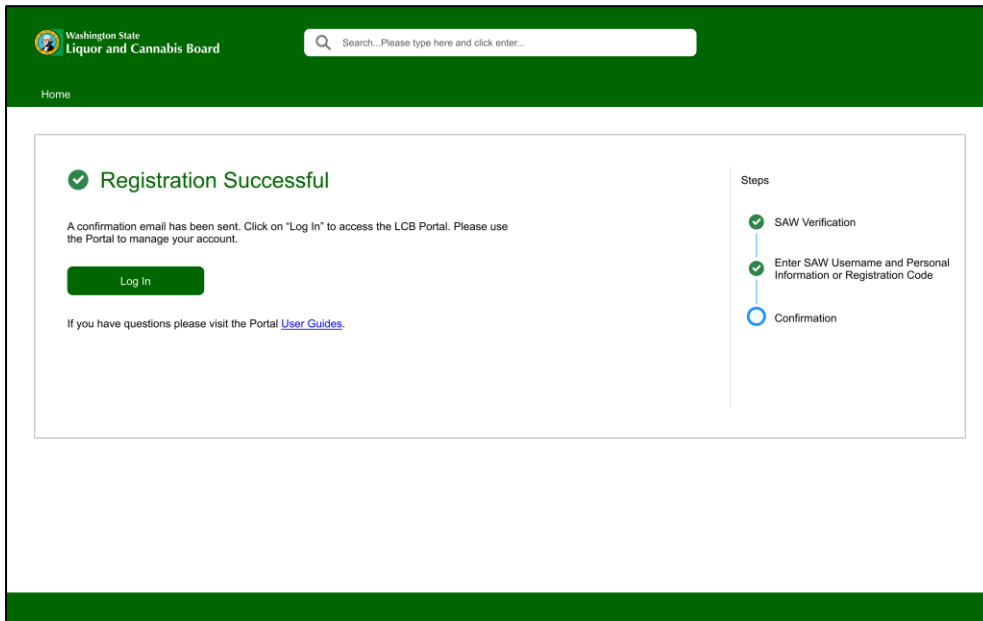 Washington State
Liquor and Cannabis Board
Search...Please type here and click enter...
Home
Registration Successful
A confirmation email has been sent. Click on “Log In” to access the LCB Portal. Please use
the Portal to manage your account.
Log In
If you have questions please visit the Portal User Guides.
Steps
SAW Verification
Enter SAW Username and Personal
Information or Registration Code
Confirmation